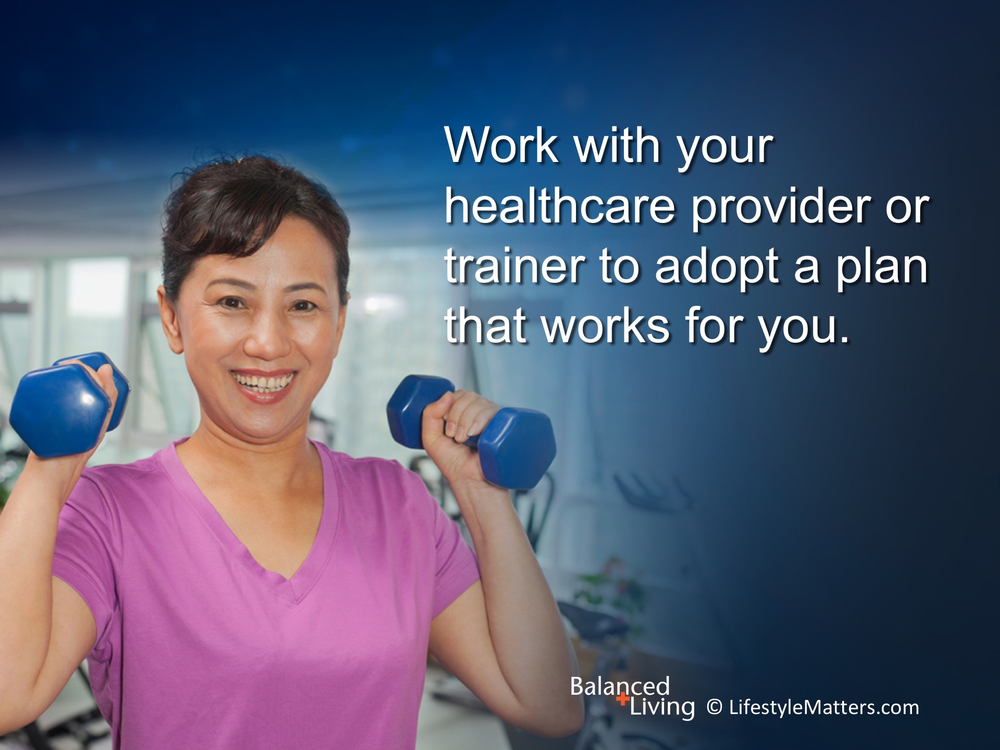 Work with your
healthcare provider or
trainer to adopt a plan
that works for you.
Balanced
+Living © LifestyleMatters.com